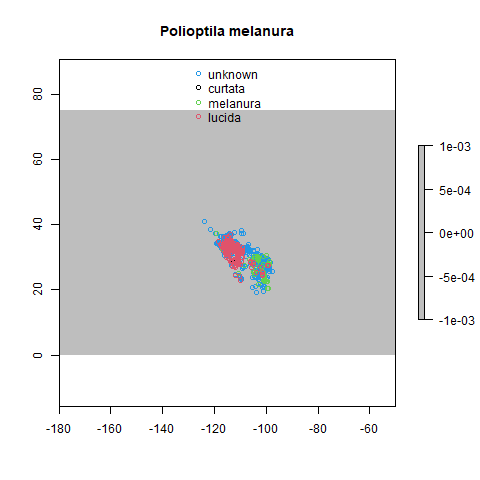 Polioptila melanura
unknown
curtata
melanura
lucida
80
60
40
20
0
-180
-160
-140
-120
-100
-80
-60
1e-03
5e-04
0e+00
-5e-04
-1e-03